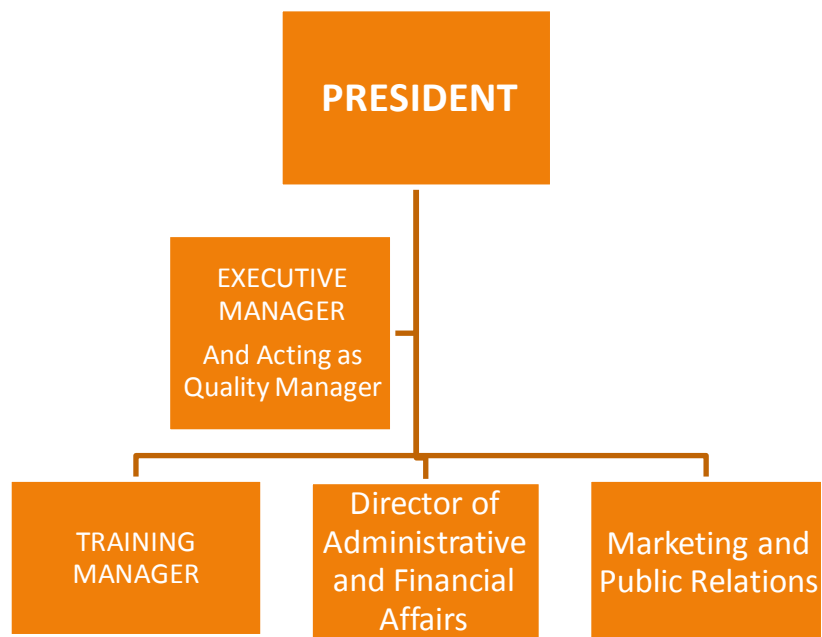 PRESIDENT
EXECUTIVE
MANAGER
And Acting as
Quality Manager
TRAINING
MANAGER
Director of
Administrative
and Financial
Affairs
Marketing and
Public Relations